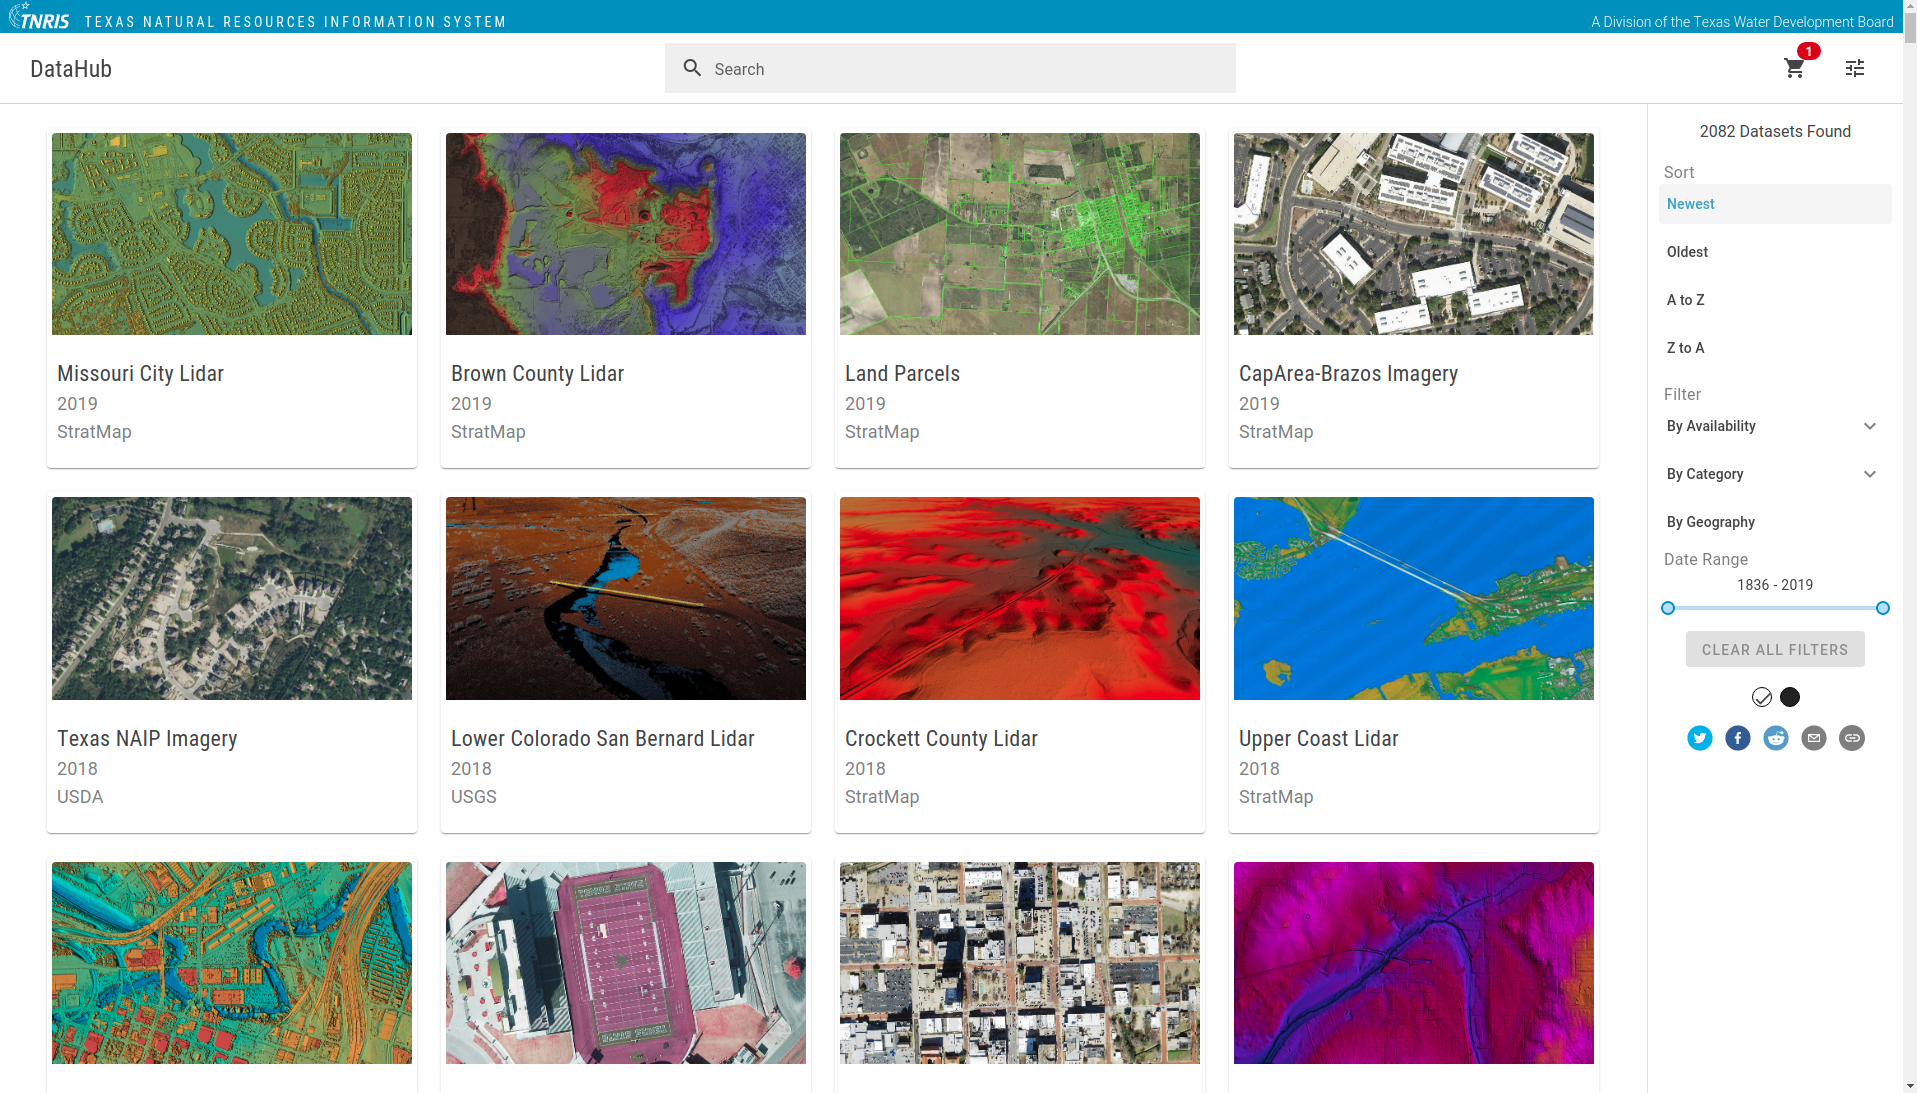 TNRIS TEXAS NATURAL RESOURCES INFORMATION SYSTEM
A Division of the Texas Water Development Board
DataHub
Search
1
Missouri City Lidar
2019
StratMap
Brown County Lidar
2019
StratMap
Land Parcels
2019
StratMap
CapArea-Brazos Imagery
2019
StratMap
Texas NAIP Imagery
2018
USDA
Lower Colorado San Bernard Lidar
2018
USGS
Crockett County Lidar
2018
StratMap
Upper Coast Lidar
2018
StratMap
2082 Datasets Found
Sort
Newest
Oldest
A to Z
Z to A
Filter
By Availability
By Category
By Geography
Date Range
1836 - 2019
CLEAR ALL FILTERS